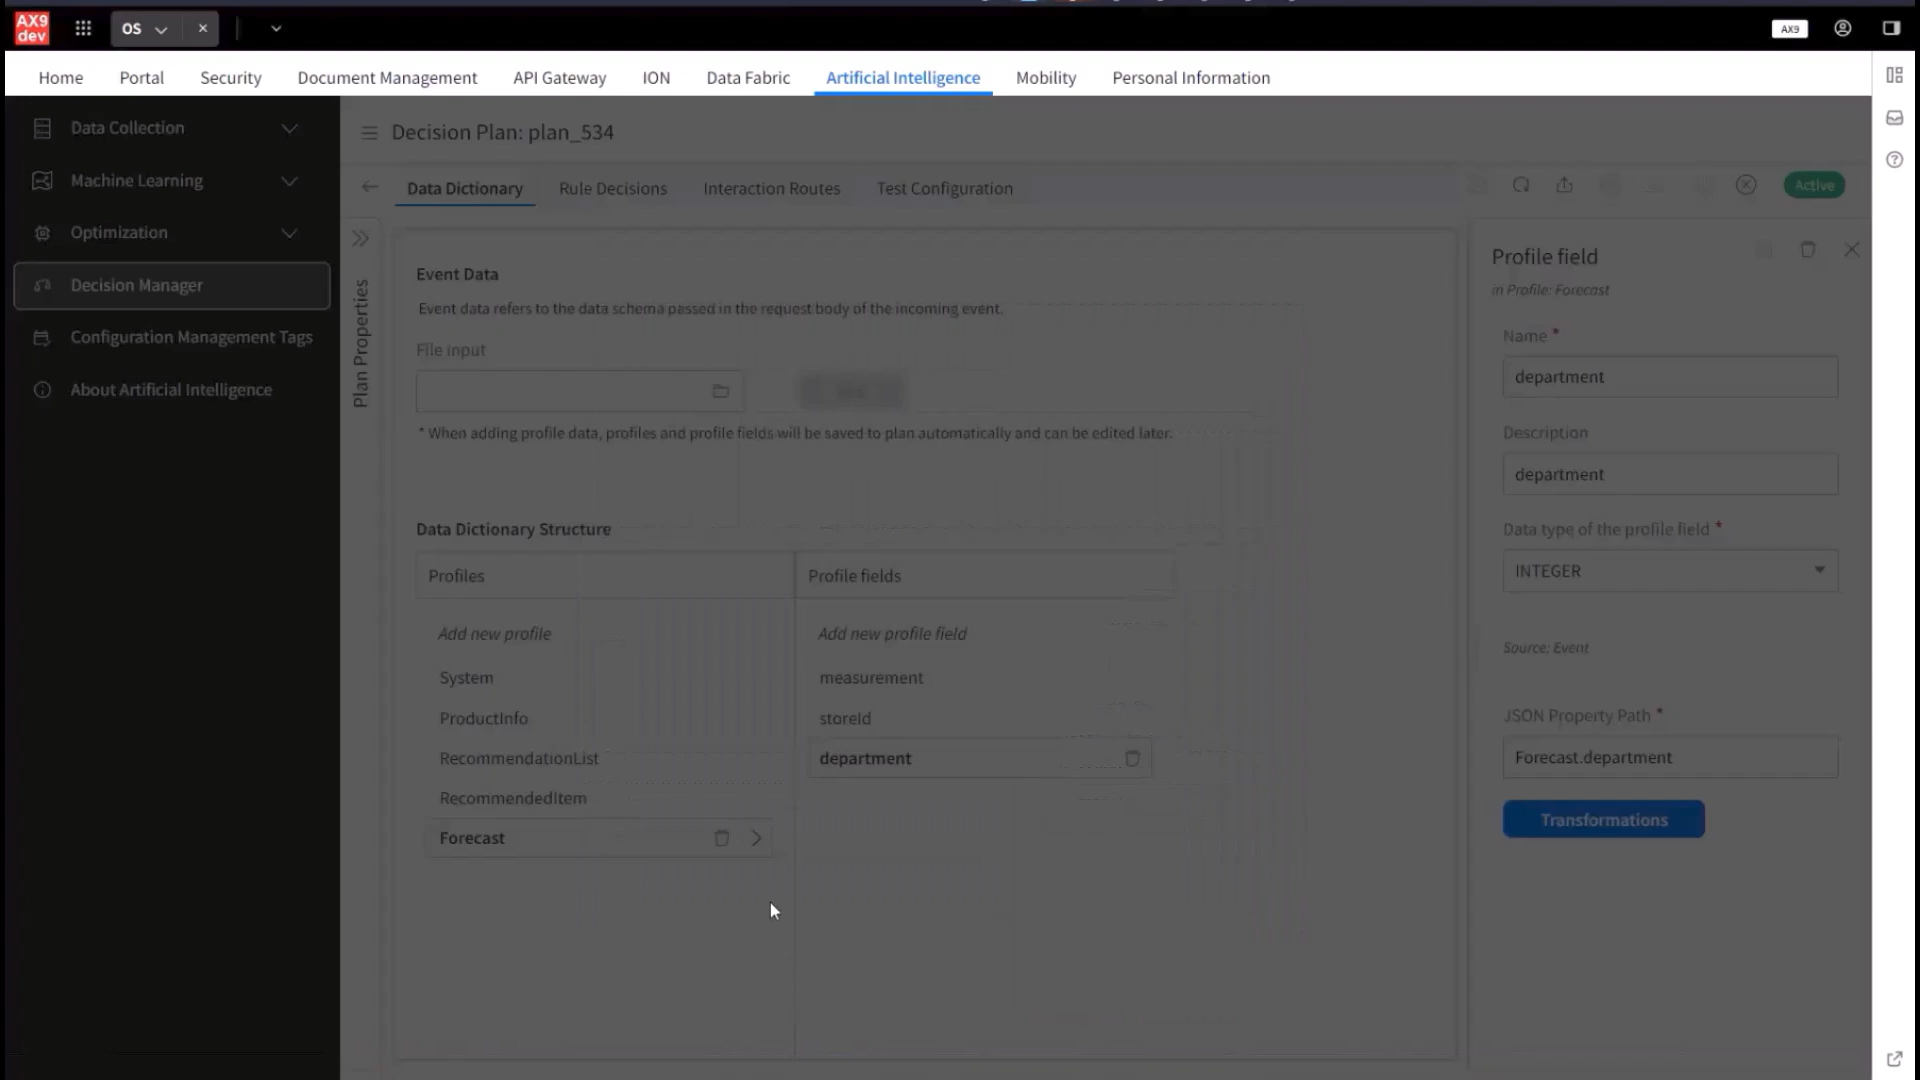 AX9
dev
OS
AX9
Home
Portal
Security
Document Management
API Gateway
ION
Data Fabric
Artificial Intelligence
Mobility
Personal Information
Data Collection
Machine Learning
Optimization
Decision Manager
Configuration Management Tags
About Artificial Intelligence
Decision Plan: plan_534
Data Dictionary
Rule Decisions
Interaction Routes
Test Configuration
Active
Plan Properties
Event Data
Event data refers to the data schema passed in the request body of the incoming event.
File input
* When adding profile data, profiles and profile fields will be saved to plan automatically and can be edited later.
Data Dictionary Structure
Profiles
Profile fields
Add new profile
Add new profile field
System
measurement
ProductInfo
storeId
RecommendationList
department
RecommendedItem
Forecast
Profile field
in Profile: Forecast
Name *
department
Description
department
Data type of the profile field *
INTEGER
Source: Event
JSON Property Path *
Forecast.department
Transformations